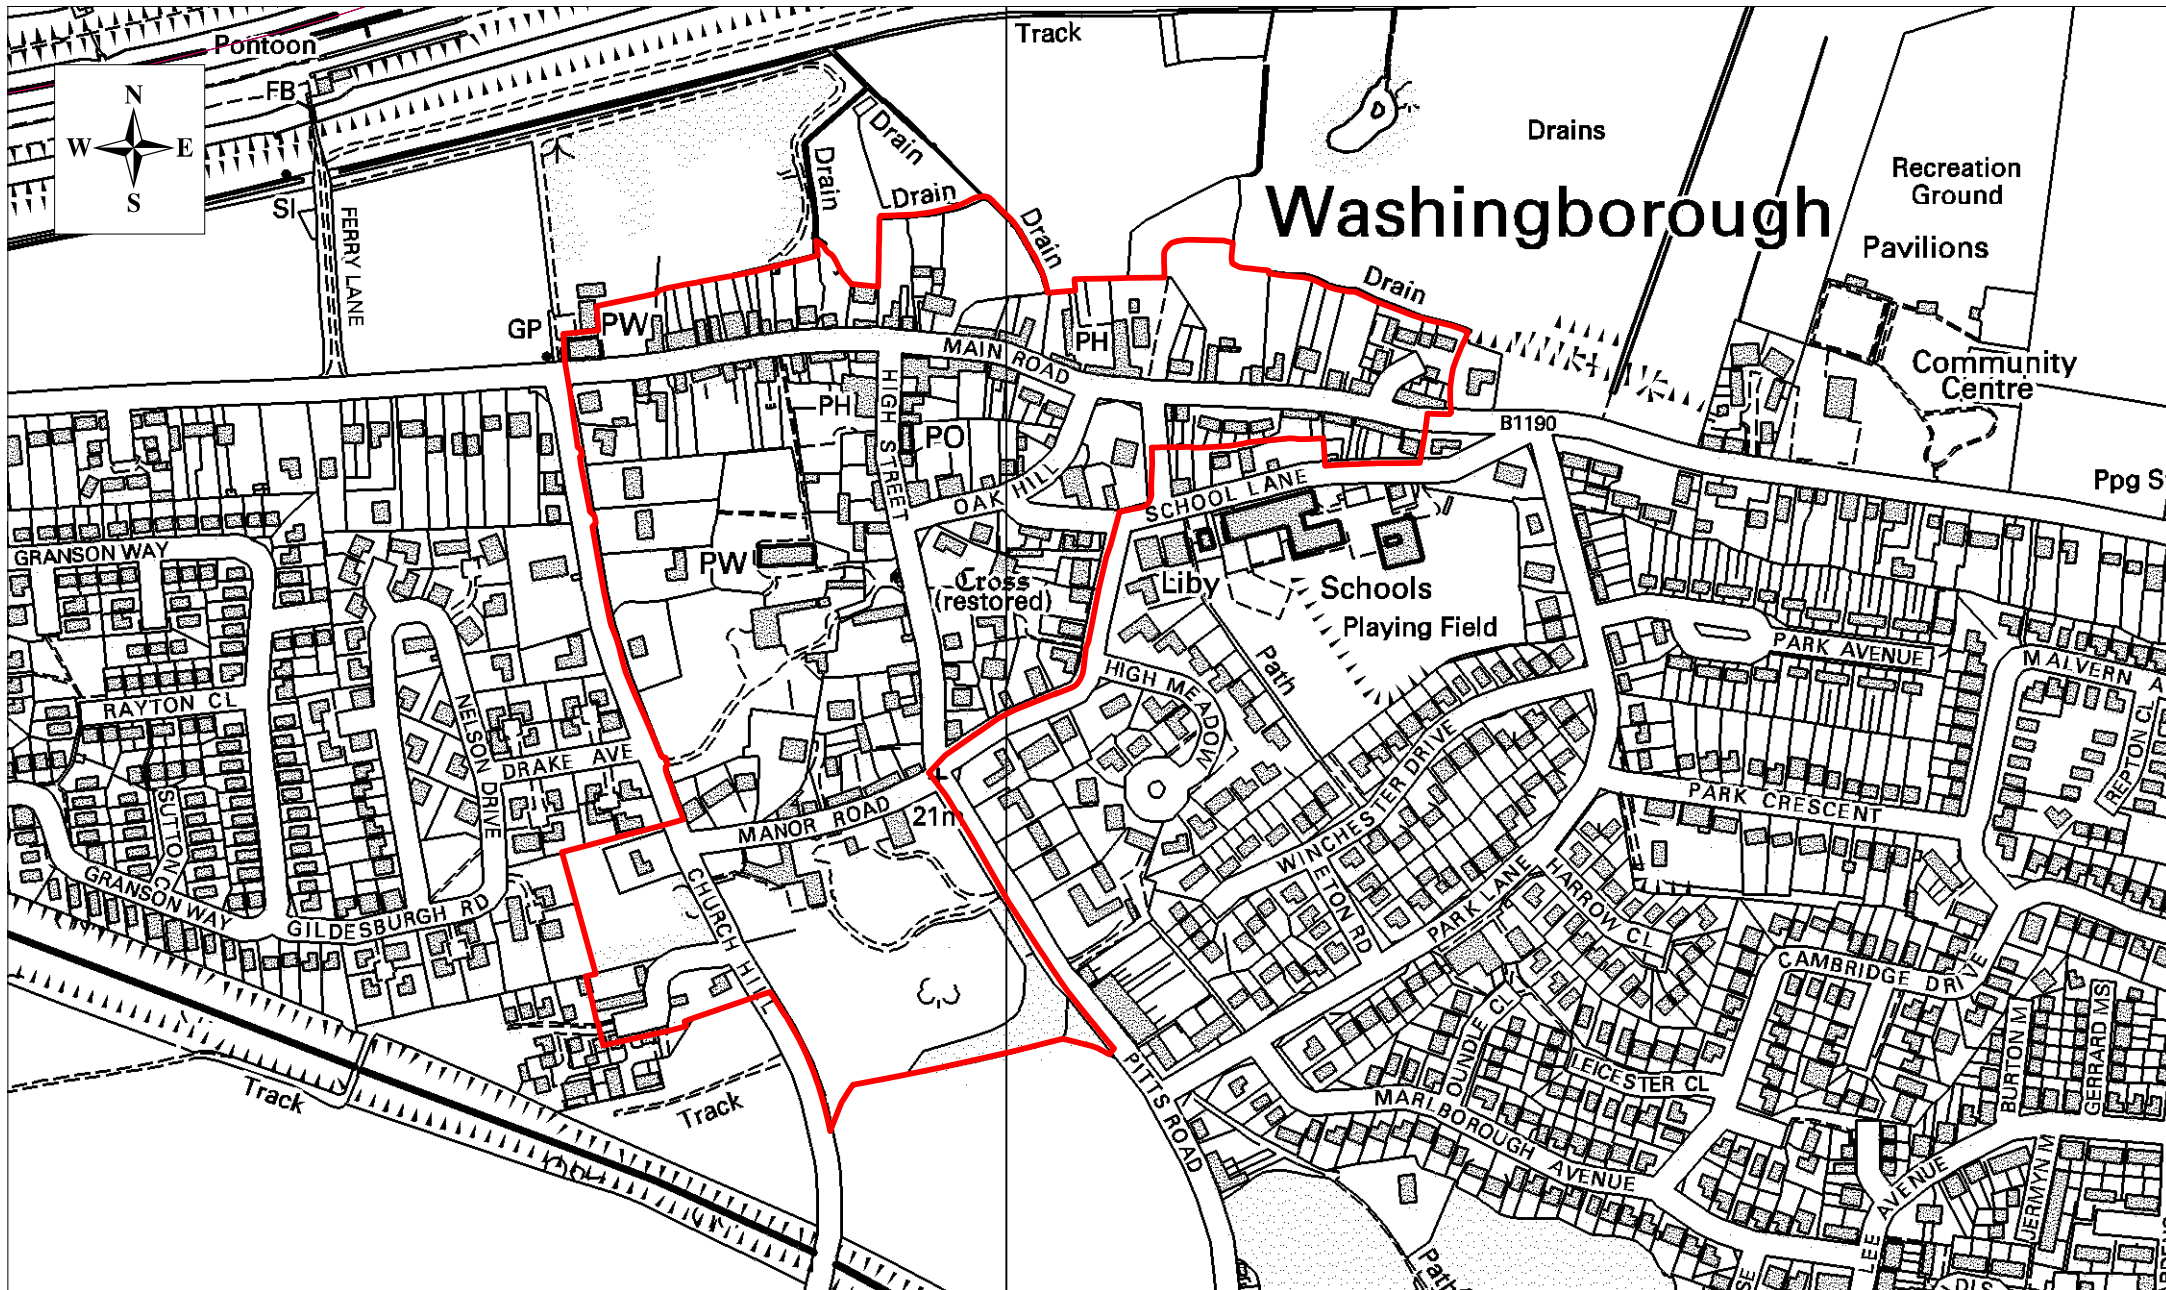 Pontoon
Track
FB
N
W E
S
SI
FERRY LANE
Drain
Drain
Drain
Drain
Drains
Washingborough
Recreation
Ground
Pavilions
Drain
GP
PW
PH
MAIN ROAD
Community
Centre
PH
HIGH STREET
PO
B1190
Ppg S
OAK HILL
SCHOOL LANE
GRANSON WAY
PW
Cross
(restored)
Liby
Schools
Playing Field
PARK AVENUE
MALVERN A
HIGH MEADOW
Path
RAYTON CL
NELSON DRIVE
DRAKE AVE
REPTON CL
WINCHESTER DRIVE
PARK CRESCENT
SUTTON C
MANOR ROAD
21m
ETON RD
PARK LANE
HARROW CL
GRANSON WAY
GILDESBURGH RD
CHURCH HILL
CAMBRIDGE DRIVE
OUNDLE CL
BURTON M
GERRARD MS
LEICESTER CL
Track
Track
PITTS ROAD
MARLBOROUGH AVENUE
LEE AVENUE
JERMYN M
Path
SE